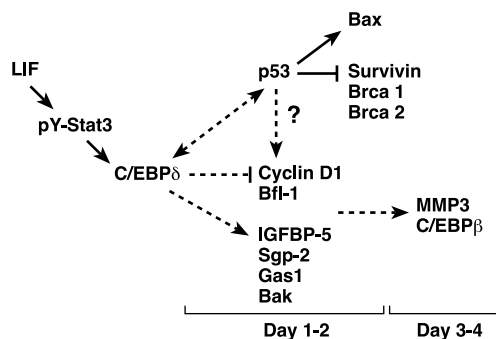 Bax
LIF
p53
Survivin
Brca 1
Brca 2
pY-Stat3
?
C/EBPδ
Cyclin D1
Bfl-1
MMP3
C/EBPβ
IGFBP-5
Sgp-2
Gas1
Bak
Day 1-2
Day 3-4